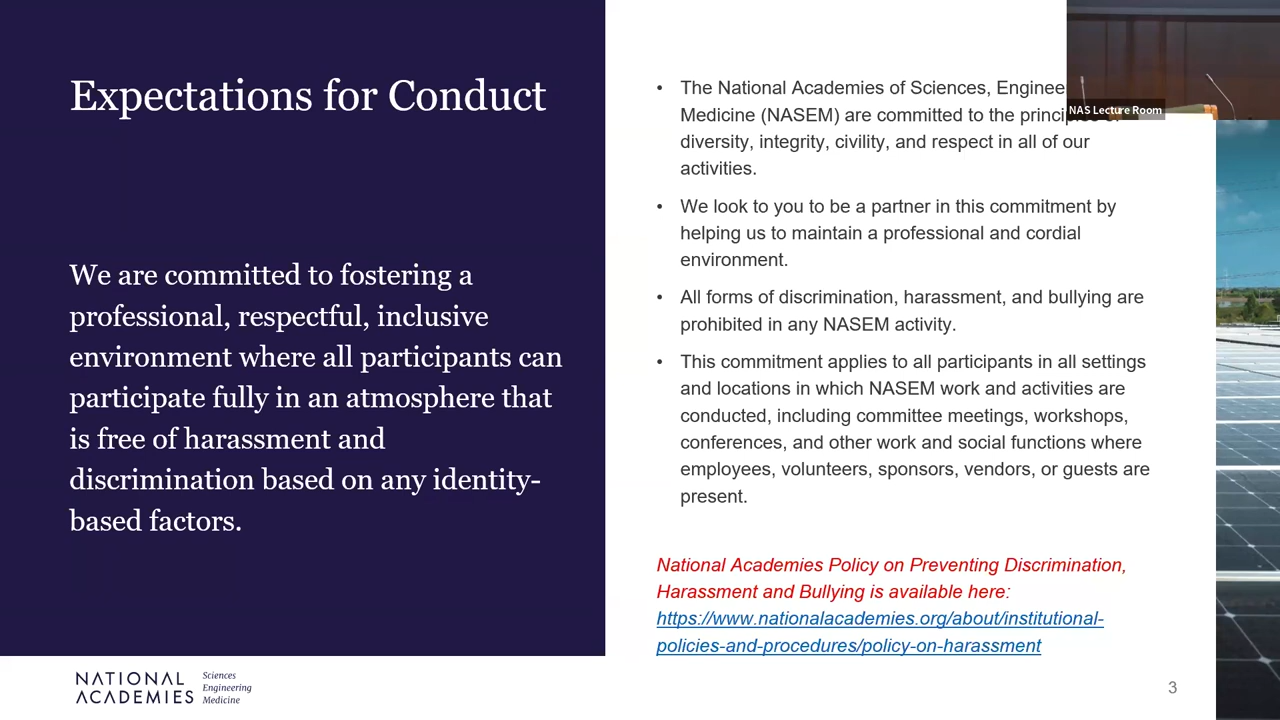 Expectations for Conduct
We are committed to fostering a
professional, respectful, inclusive
environment where all participants can
participate fully in an atmosphere that
is free of harassment and
discrimination based on any identity-
based factors.
• The National Academies of Sciences,
Medicine (NASEM) are committed to the
diversity, integrity, civility, and respect in all of our
activities.
• We look to you to be a partner in this commitment by
helping us to maintain a professional and cordial
environment.
• All forms of discrimination, harassment, and bullying are
prohibited in any NASEM activity.
• This commitment applies to all participants in all settings
and locations in which NASEM work and activities are
conducted, including committee meetings, workshops,
conferences, and other work and social functions where
employees, volunteers, sponsors, vendors, or guests are
present.
National Academies Policy on Preventing Discrimination,
Harassment and Bullying is available here:
https://www.nationalacademies.org/about/institutional-
policies-and-procedures/policy-on-harassment
NAS Lecture Room
NATIONAL
ACADEMIES
Sciences
Engineering
Medicine
3